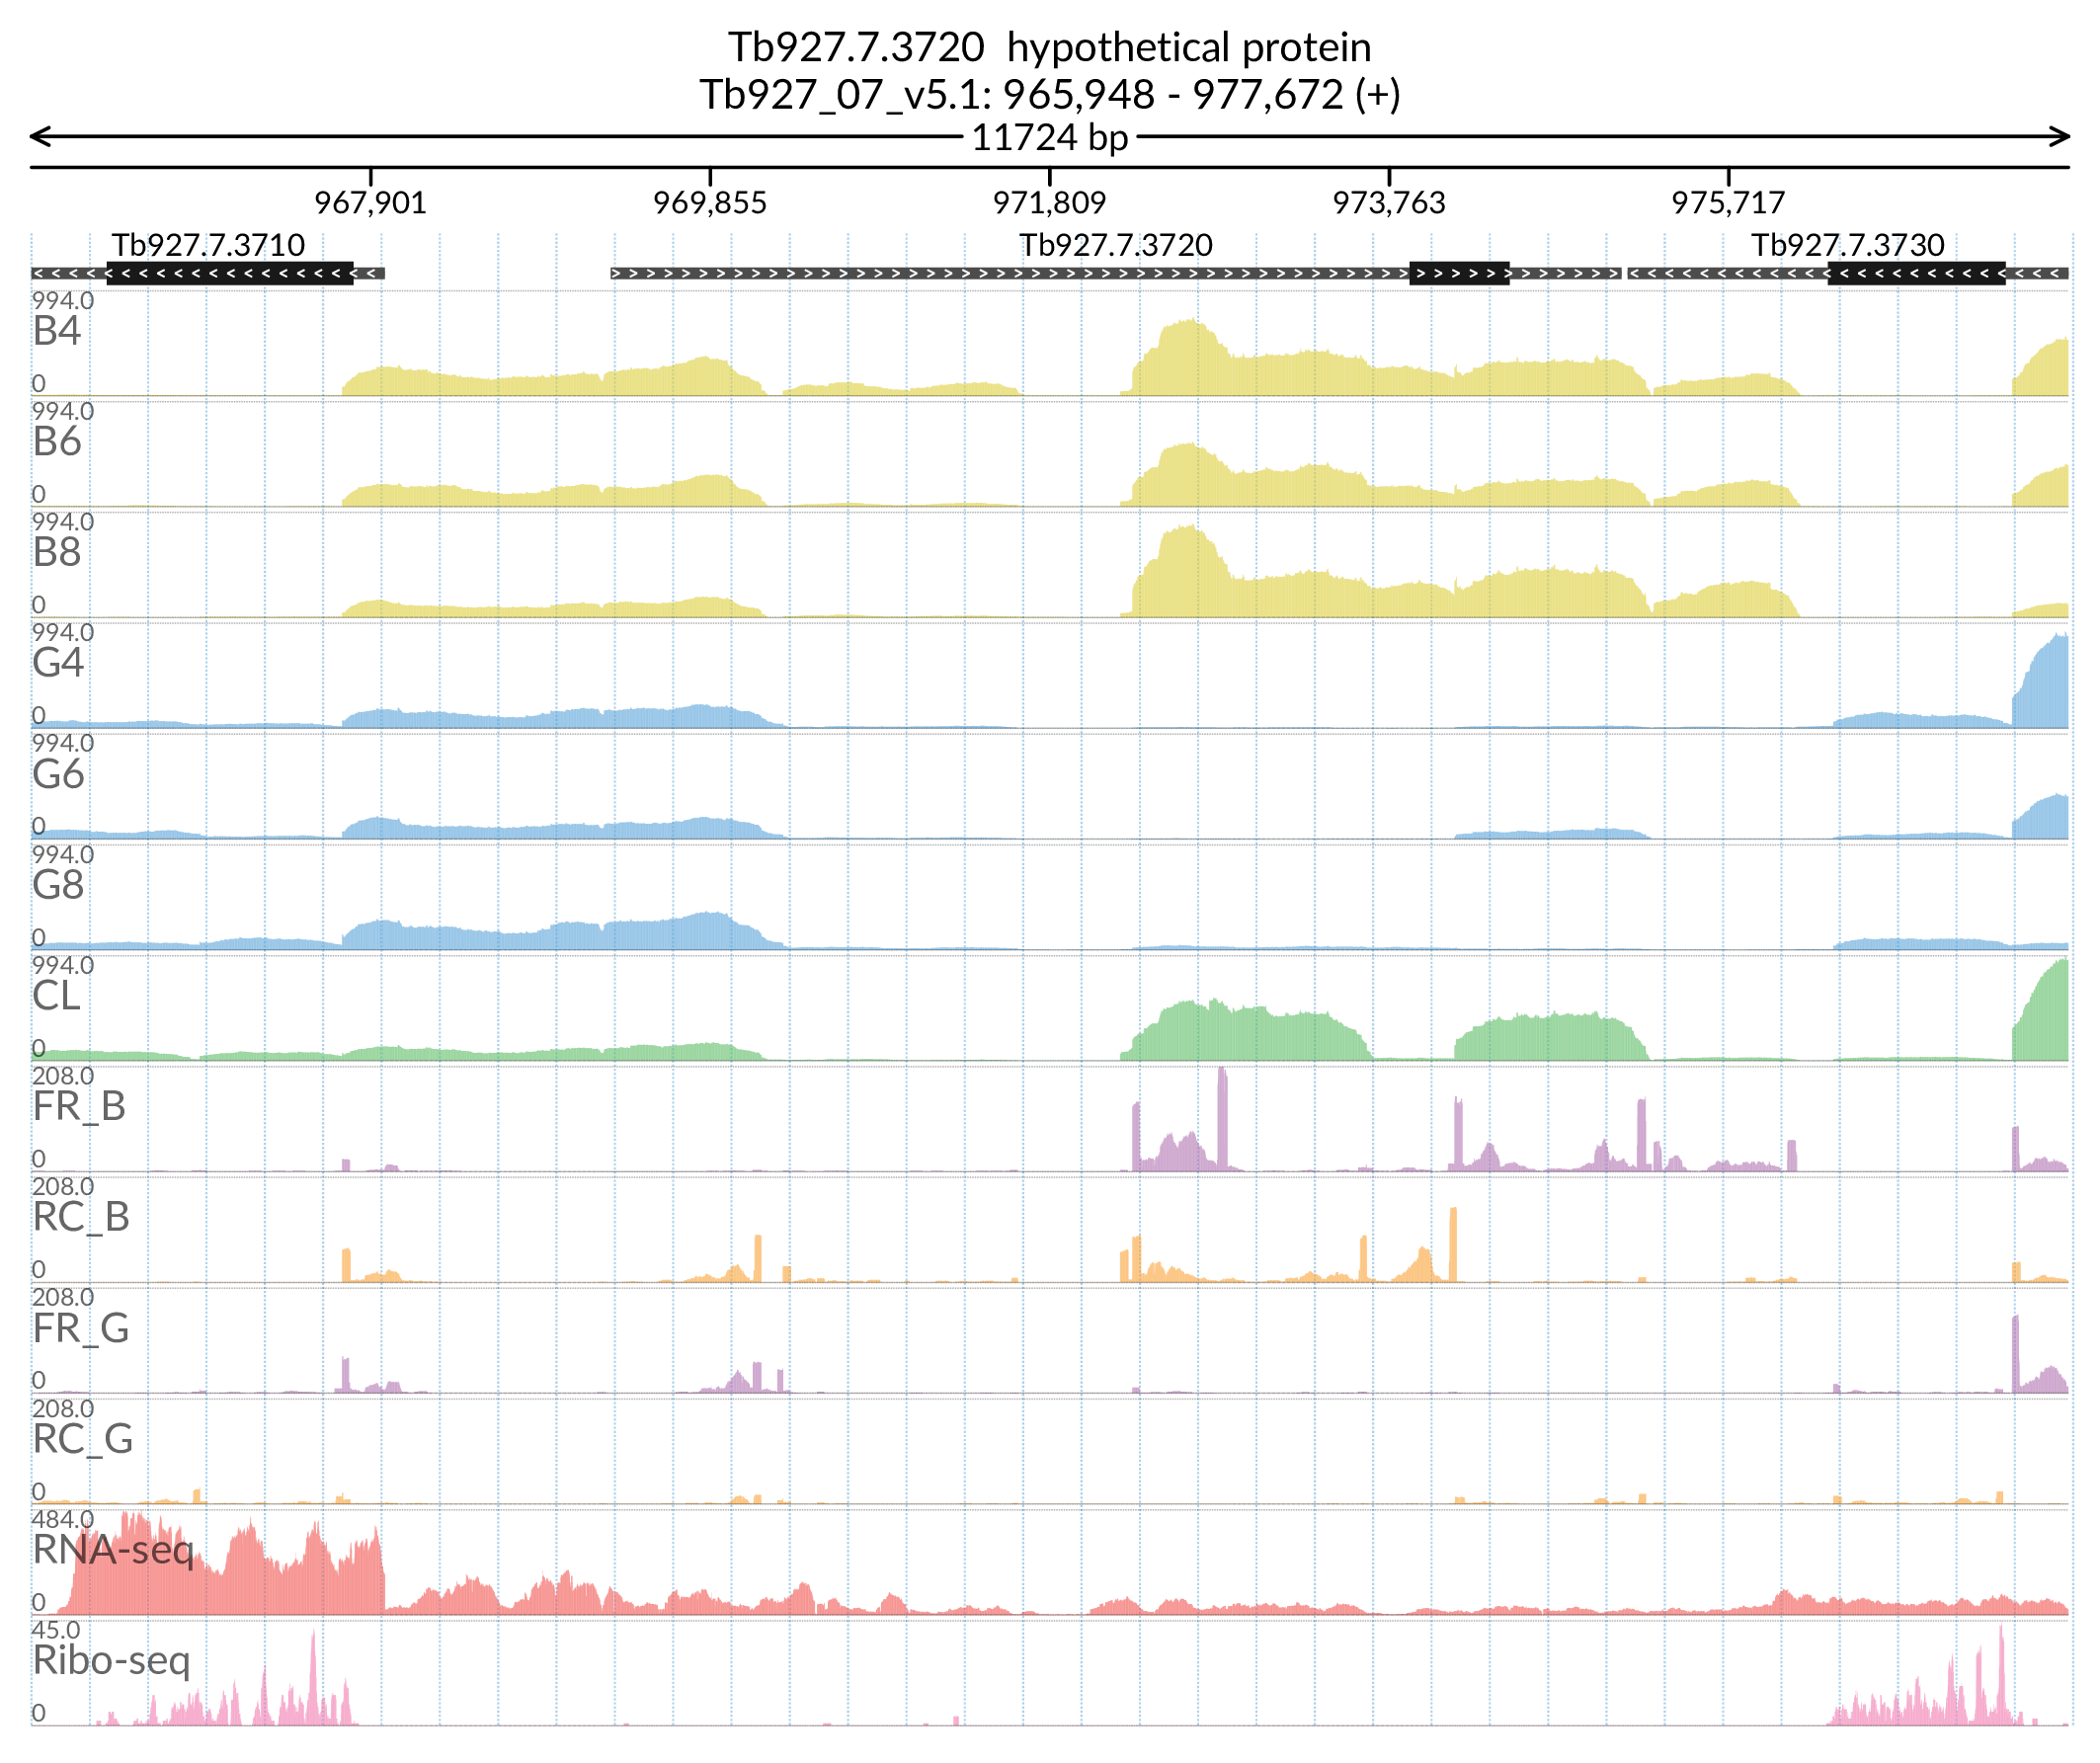 Tb927.7.3720  hypothetical protein
Tb927_07_v5.1: 965,948 - 977,672 (+)
11724 bp
967,901 969,855 971,809 973,763 975,717
Tb927.7.3710 Tb927.7.3720 Tb927.7.3730
994.0
B4
0
994.0
B6
0
994.0
B8
0
994.0
G4
0
994.0
G6
0
994.0
G8
0
994.0
CL
0
208.0
FR_B
0
208.0
RC_B
0
208.0
FR_G
0
208.0
RC_G
0
484.0
RNA-seq
0
45.0
Ribo-seq
0